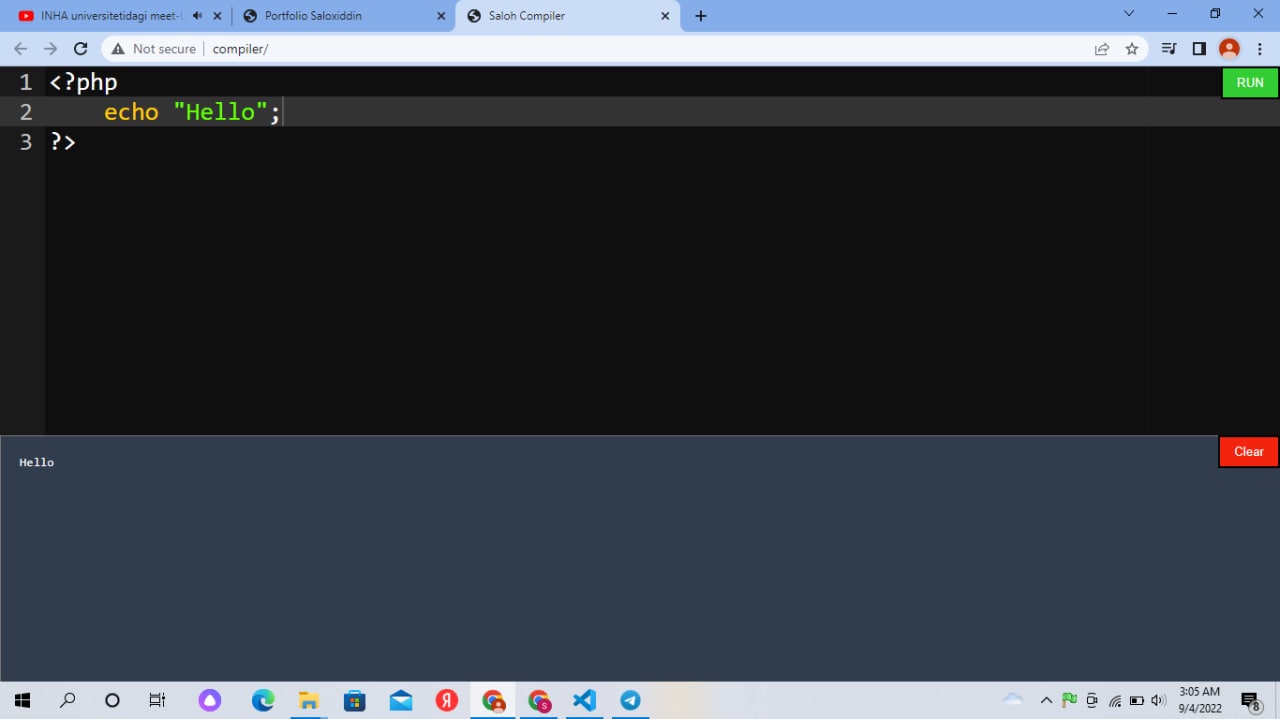 INHA universitetidagi meet-
Portfolio Saloxiddin
Saloh Compiler
Not secure
compiler/
1 <?php
RUN
2     echo "Hello";
3 ?>
Clear
Hello
Я
S
3:05 AM
9/4/2022
8